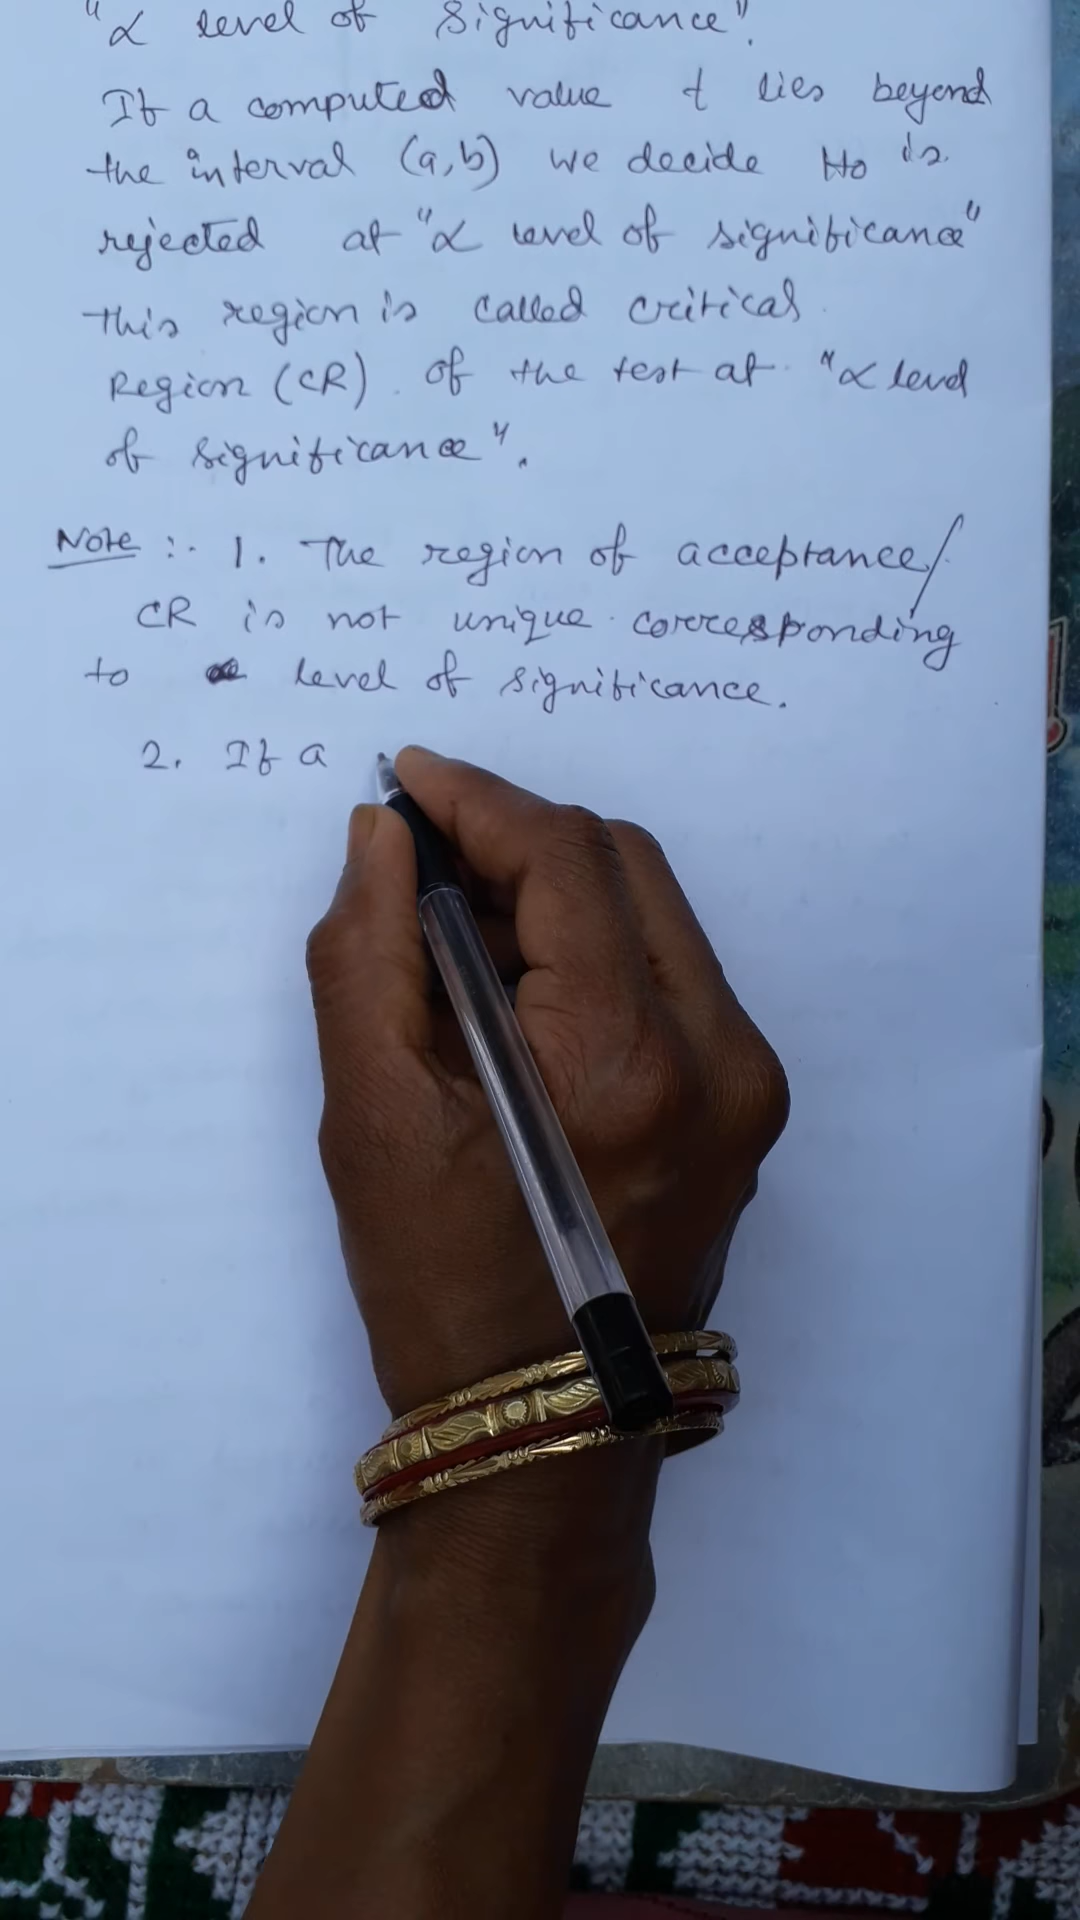 "α level of significance".
If a computed value t lies beyond
the interval (a,b) we decide Ho is
rejected at "α level of significance"
this region is called critical
Region (CR). of the test at "α level
of significance".
Note :- 1. The region of acceptance/
CR is not unique corresponding
to level of significance.
2. If a